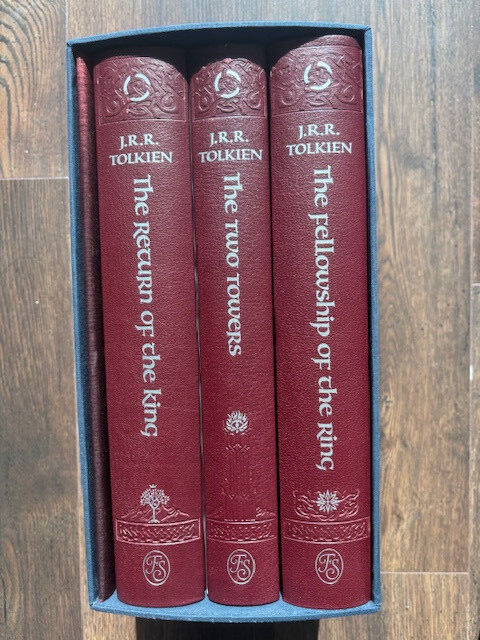 J.R.R.
TOLKIEN
The Return of the King
FS
J.R.R.
TOLKIEN
The Two Towers
FS
J.R.R.
TOLKIEN
The Fellowship of the Ring
FS